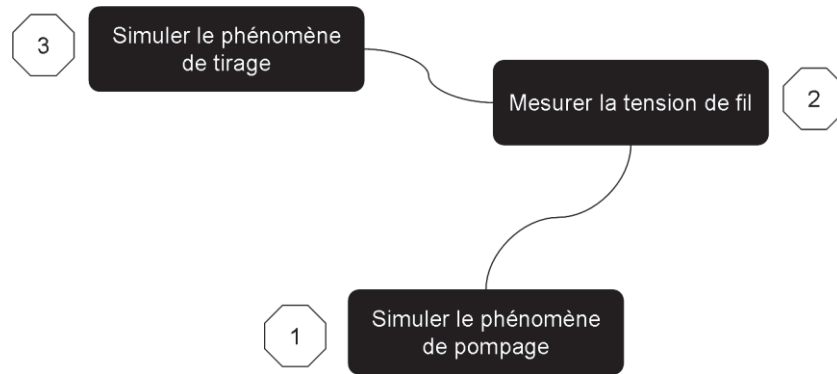 3
Simuler le phénomène
de tirage
Mesurer la tension de fil
2
1
Simuler le phénomène
de pompage